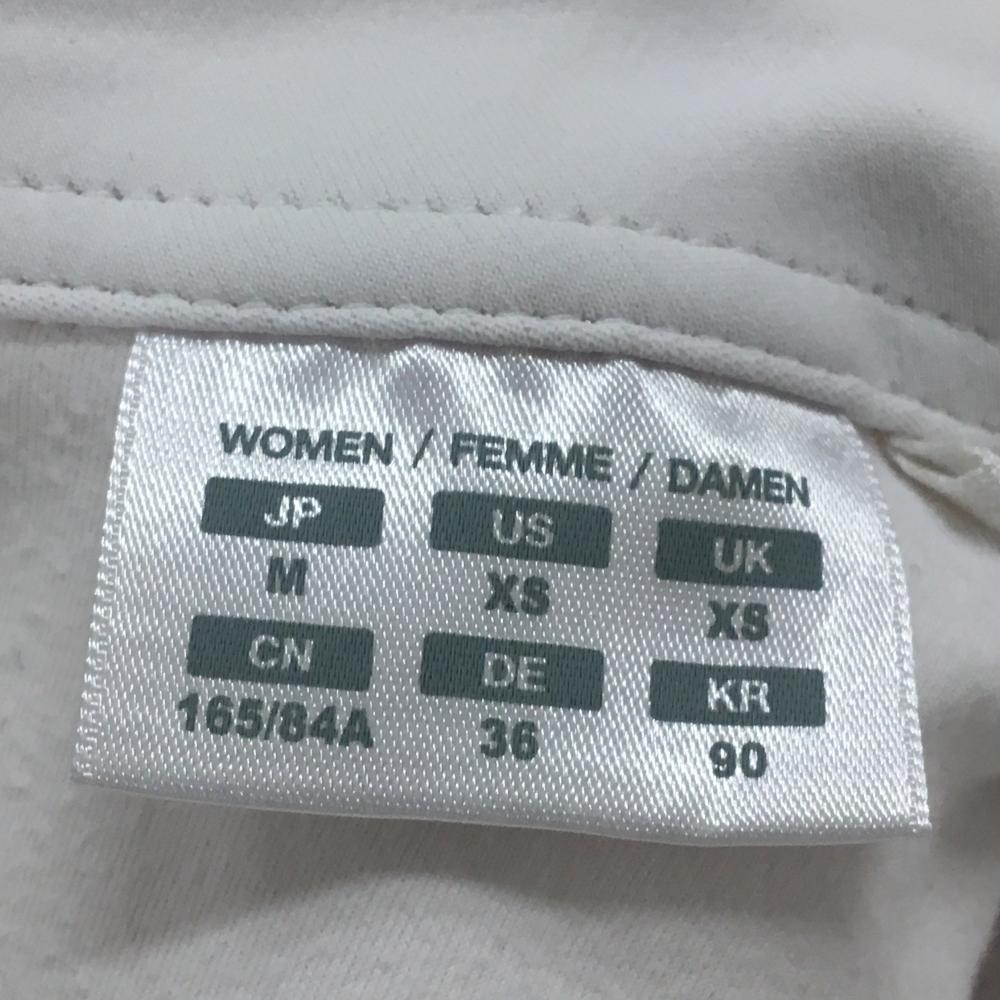 WOMEN / FEMME / DAMEN
JP US UK
M XS XS
CN DE KR
165/84A 36 90